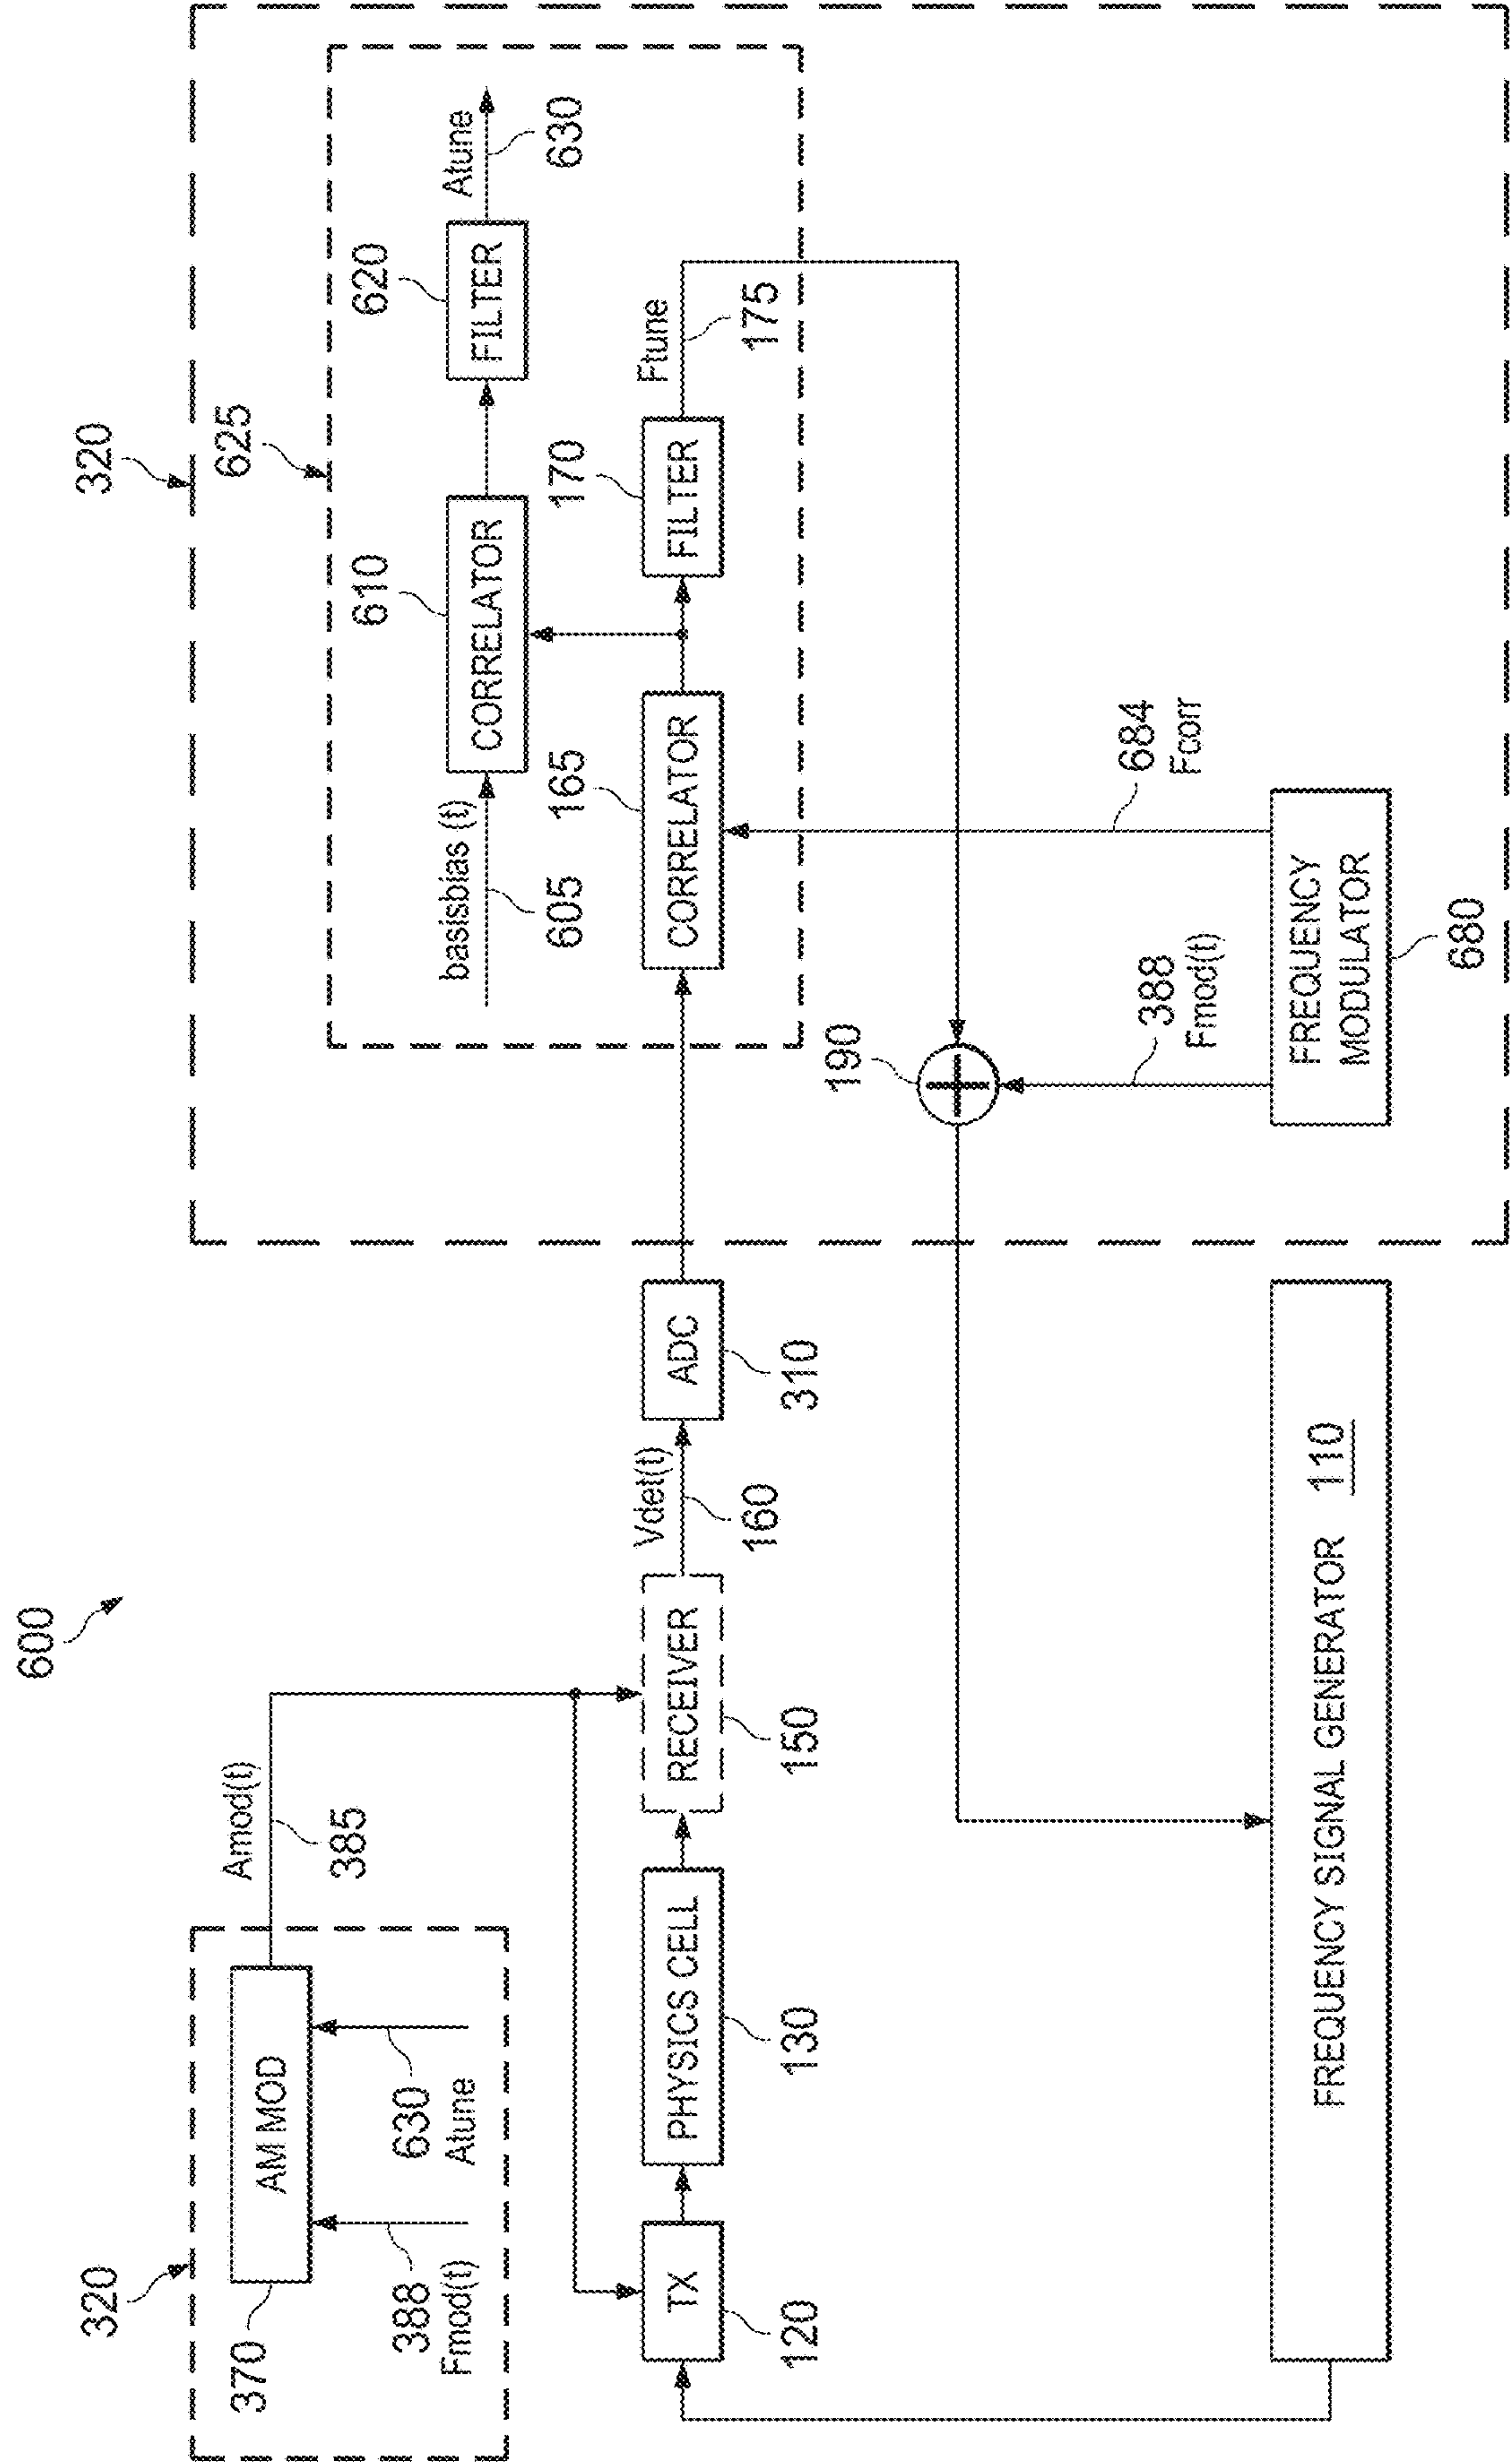 600
320
370
AM MOD
388
Fmod(t)
630
Atune
Amod(t)
385
TX
120
PHYSICS CELL
130
RECEIVER
150
Vdet(t)
160
ADC
310
FREQUENCY SIGNAL GENERATOR 110
320
625
basisbias (t)
605
610
CORRELATOR
620
FILTER
Atune
630
165
CORRELATOR
170
FILTER
Ftune
175
190
388
Fmod(t)
684
Fcorr
FREQUENCY
MODULATOR
680